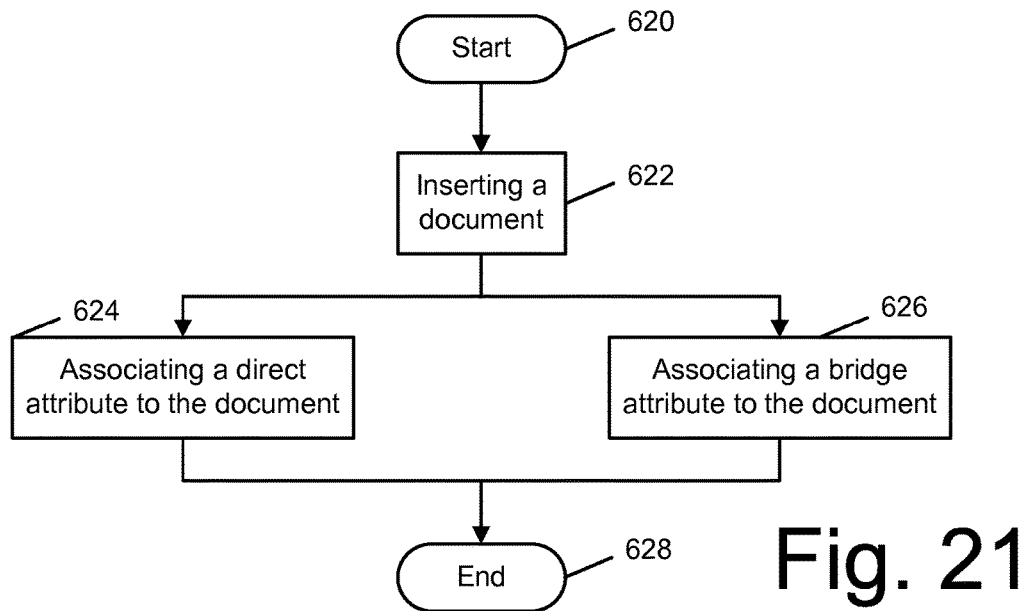 Start
620
Inserting a
document
622
624
Associating a direct
attribute to the document
626
Associating a bridge
attribute to the document
End
628
Fig. 21